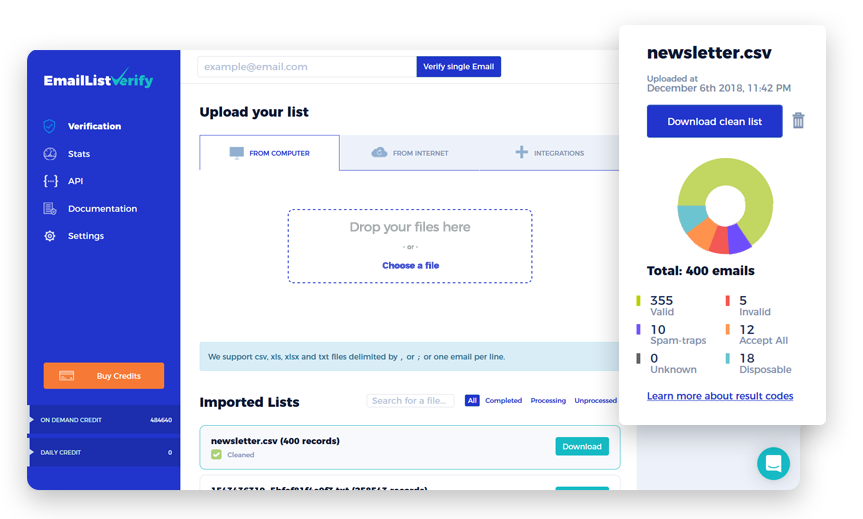 EmailListVerify
Verification
Stats
API
Documentation
Settings
Buy Credits
ON DEMAND CREDIT 484640
DAILY CREDIT 0
example@email.com
Verify single Email
Upload your list
FROM COMPUTER
FROM INTERNET
INTEGRATIONS
Drop your files here
- or -
Choose a file
We support csv, xls, xlsx and txt files delimited by , or ; or one email per line.
Imported Lists
Search for a file...
All Completed Processing Unprocessed
newsletter.csv (400 records)
Cleaned
Download
newsletter.csv
Uploaded at
December 6th 2018, 11:42 PM
Download clean list
Total: 400 emails
355
Valid
5
Invalid
10
Spam-traps
12
Accept All
0
Unknown
18
Disposable
Learn more about result codes